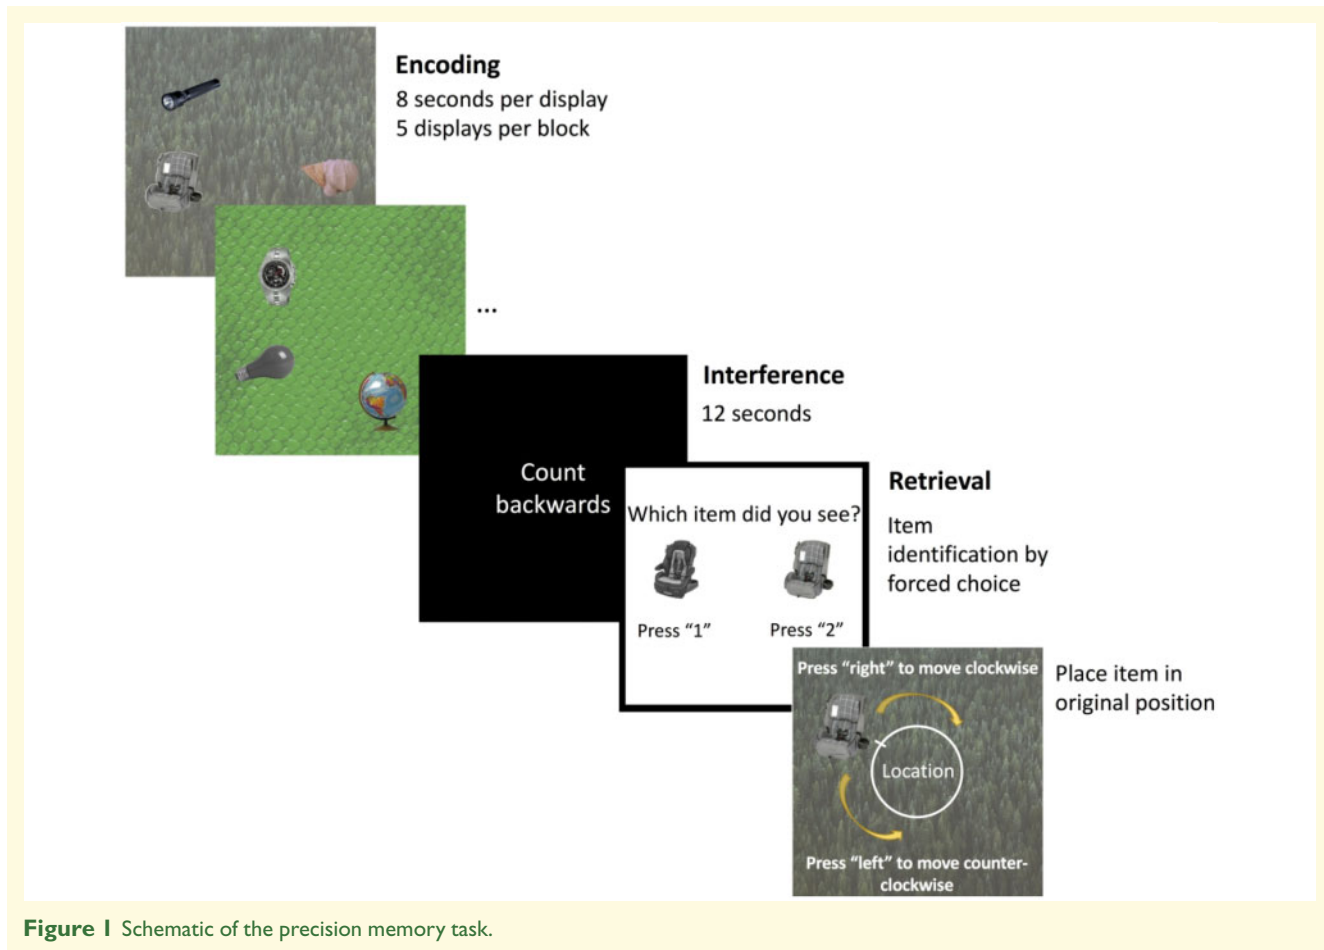 Encoding
8 seconds per display
5 displays per block
...
Interference
12 seconds
Count
backwards
Retrieval
Item
identification by
forced choice
Which item did you see?
Press “1”
Press “2”
Place item in
original position
Press “right” to move clockwise
Location
Press “left” to move counter-
clockwise
Figure 1 Schematic of the precision memory task.